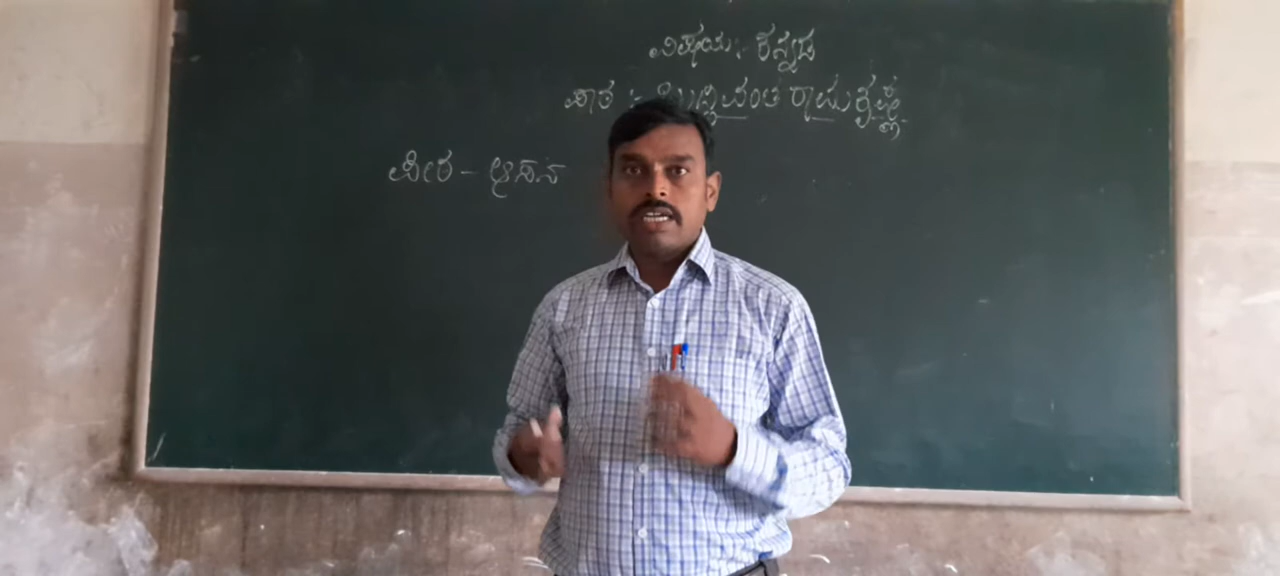 ವಿಷಯ:- ಕನ್ನಡ
ಪಾಠ :- ಬುದ್ಧಿವಂತ ರಾಮಕೃಷ್ಣ
ಪೀಠ - ಆಸನ